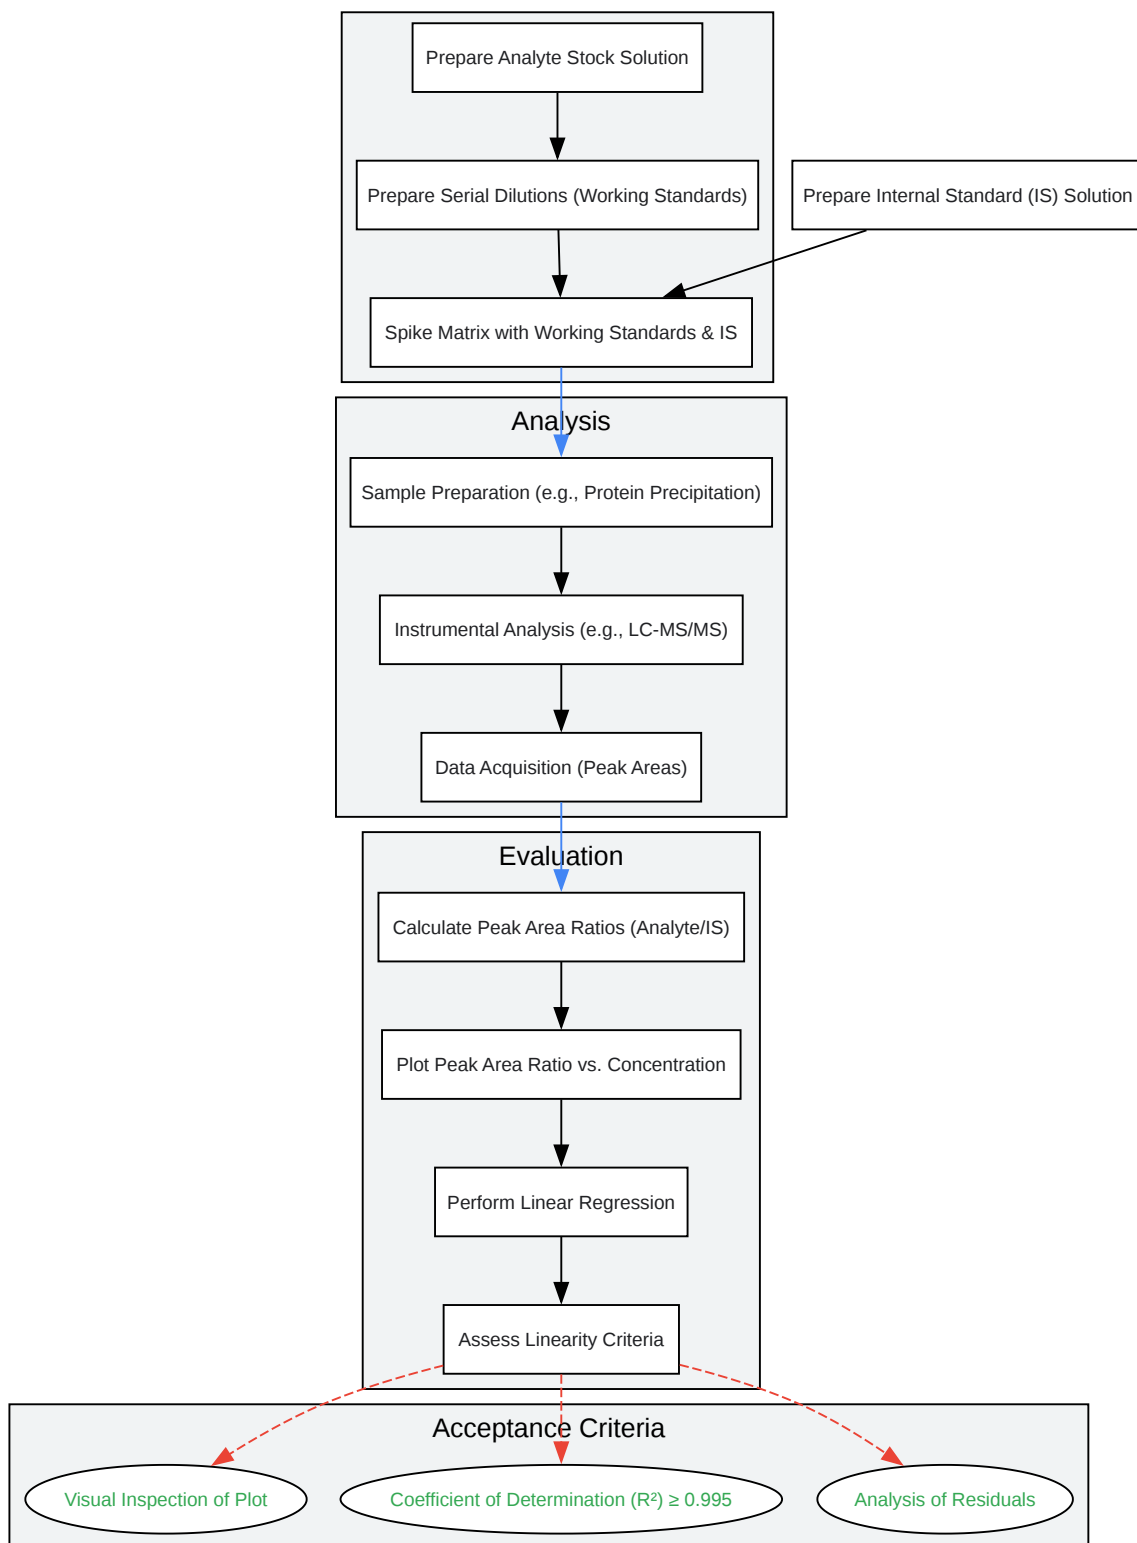 Prepare Analyte Stock Solution
Prepare Serial Dilutions (Working Standards)
Prepare Internal Standard (IS) Solution
Spike Matrix with Working Standards & IS
Analysis
Sample Preparation (e.g., Protein Precipitation)
Instrumental Analysis (e.g., LC-MS/MS)
Data Acquisition (Peak Areas)
Evaluation
Calculate Peak Area Ratios (Analyte/IS)
Plot Peak Area Ratio vs. Concentration
Perform Linear Regression
Assess Linearity Criteria
Acceptance Criteria
Visual Inspection of Plot
Coefficient of Determination (R²) ≥ 0.995
Analysis of Residuals